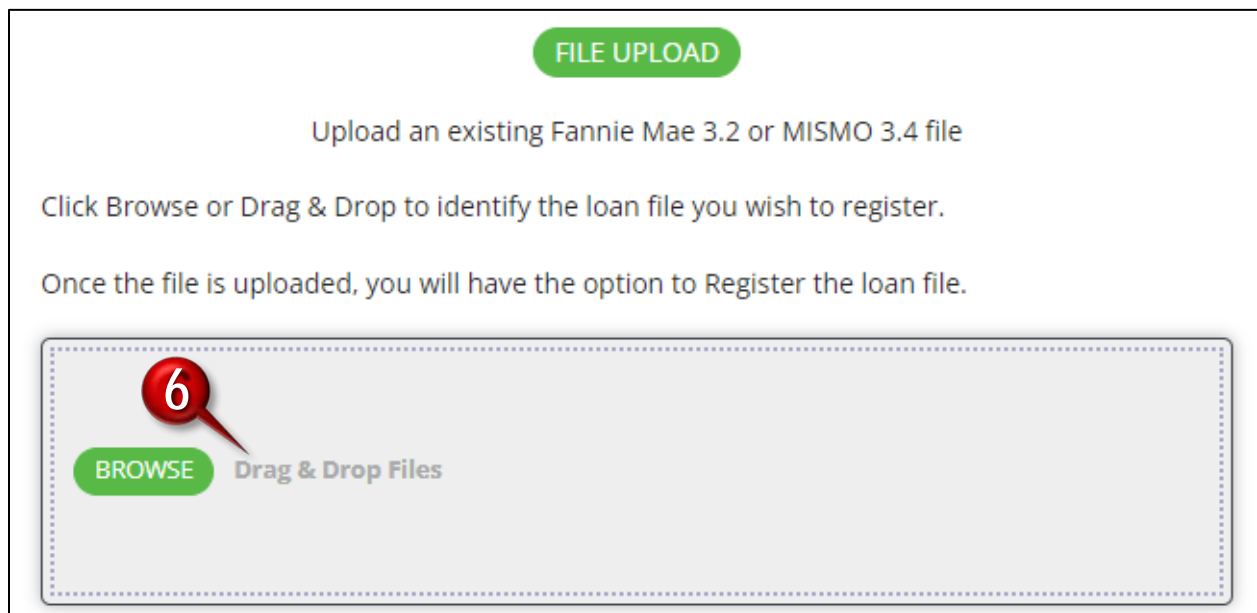 FILE UPLOAD
Upload an existing Fannie Mae 3.2 or MISMO 3.4 file
Click Browse or Drag & Drop to identify the loan file you wish to register.
Once the file is uploaded, you will have the option to Register the loan file.
6
BROWSE Drag & Drop Files